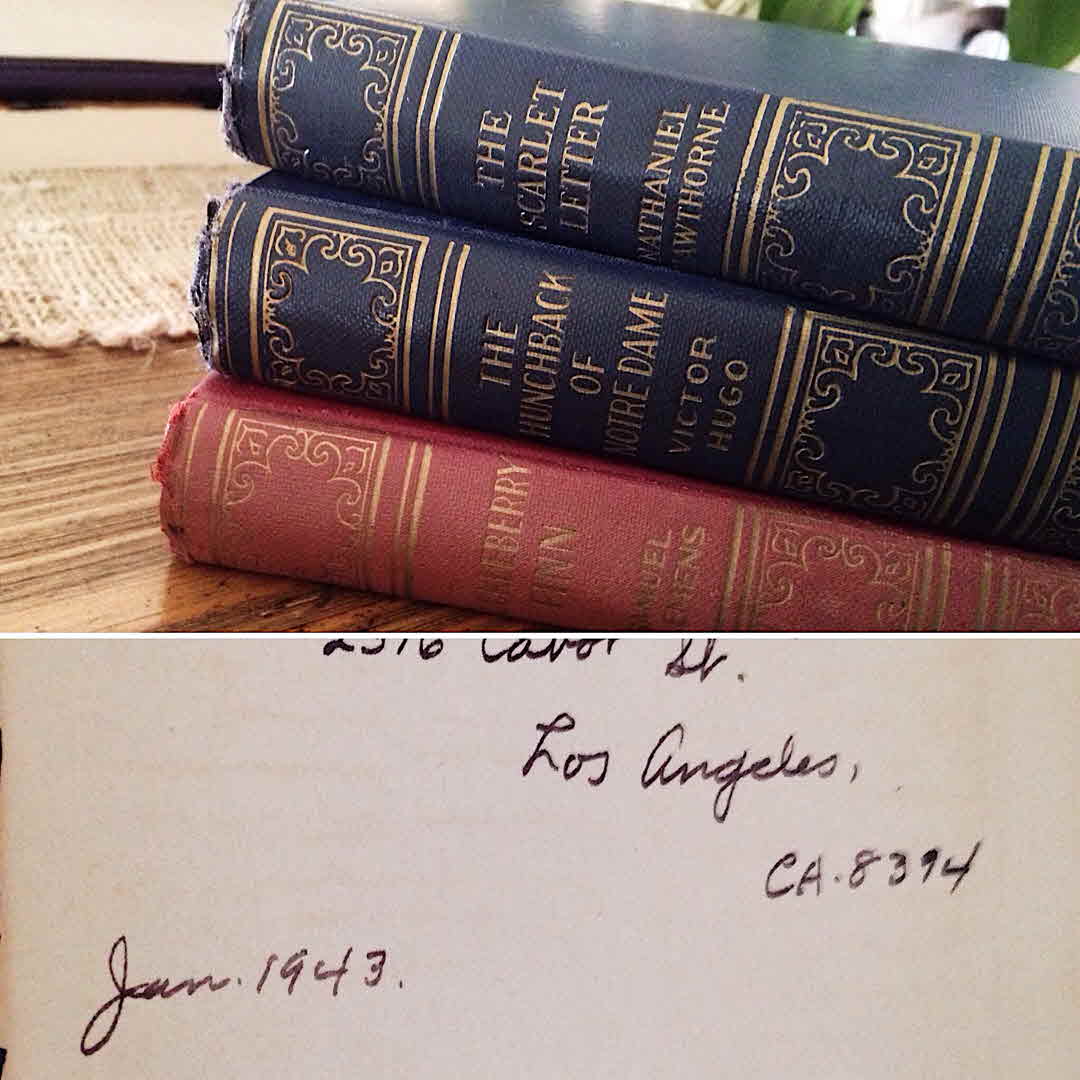 THE
SCARLET
LETTER
NATHANIEL
HAWTHORNE
THE
HUNCHBACK
OF
NOTRE DAME
VICTOR
HUGO
FINN
St.
Los Angeles,
CA.8394
Jan. 1943.